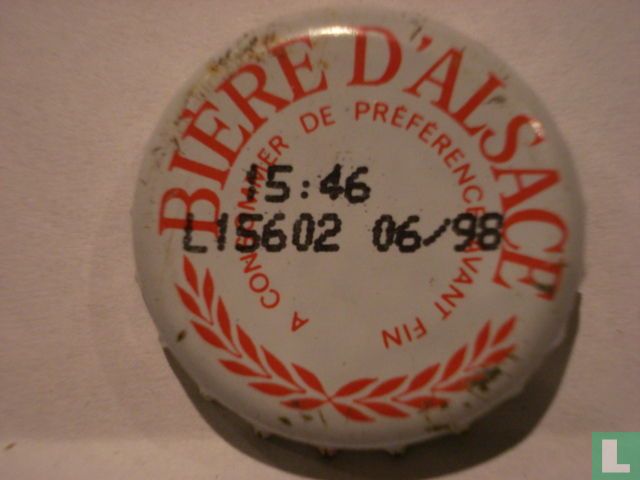 BIÈRE D'ALSACE
A CONSOMMER DE PRÉFÉRENCE AVANT FIN
15:46
L15602 06/98
L